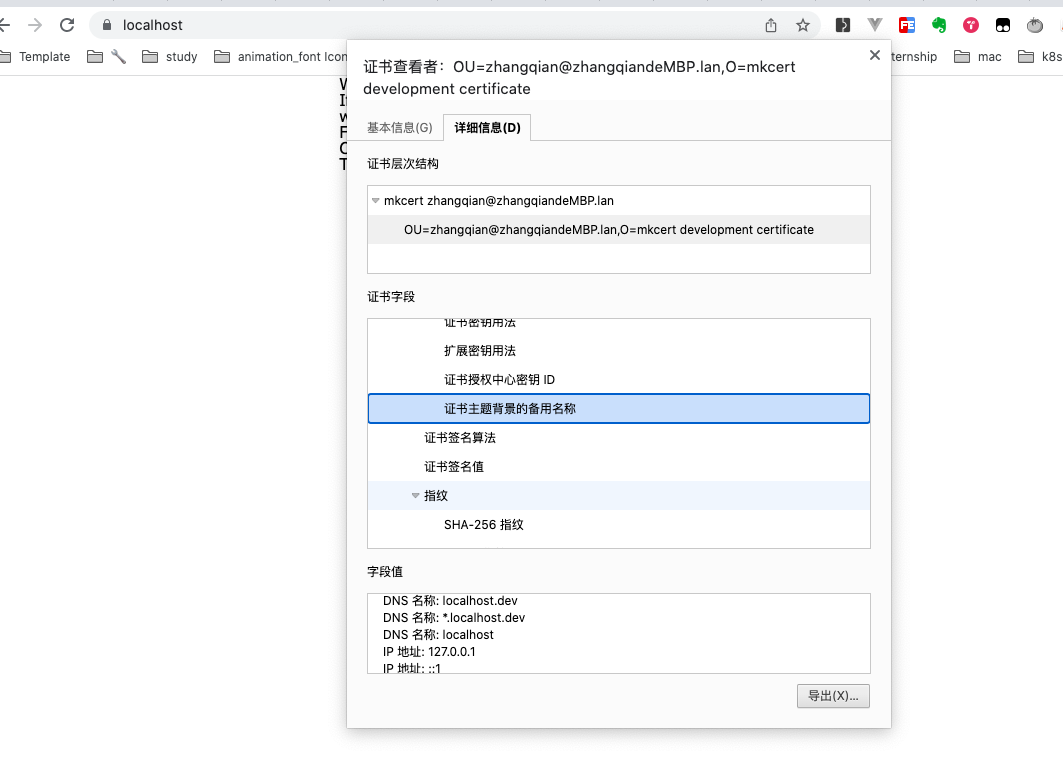 localhost
Template
study
animation_font Icon
ternship
mac
k8s
证书查看者：OU=zhangqian@zhangqiandeMBP.lan,O=mkcert
development certificate
基本信息(G)
详细信息(D)
证书层次结构
mkcert zhangqian@zhangqiandeMBP.lan
OU=zhangqian@zhangqiandeMBP.lan,O=mkcert development certificate
证书字段
证书密钥用法
扩展密钥用法
证书授权中心密钥 ID
证书主题背景的备用名称
证书签名算法
证书签名值
指纹
SHA-256 指纹
字段值
DNS 名称: localhost.dev
DNS 名称: *.localhost.dev
DNS 名称: localhost
IP 地址: 127.0.0.1
IP 地址: ::1
导出(X)...